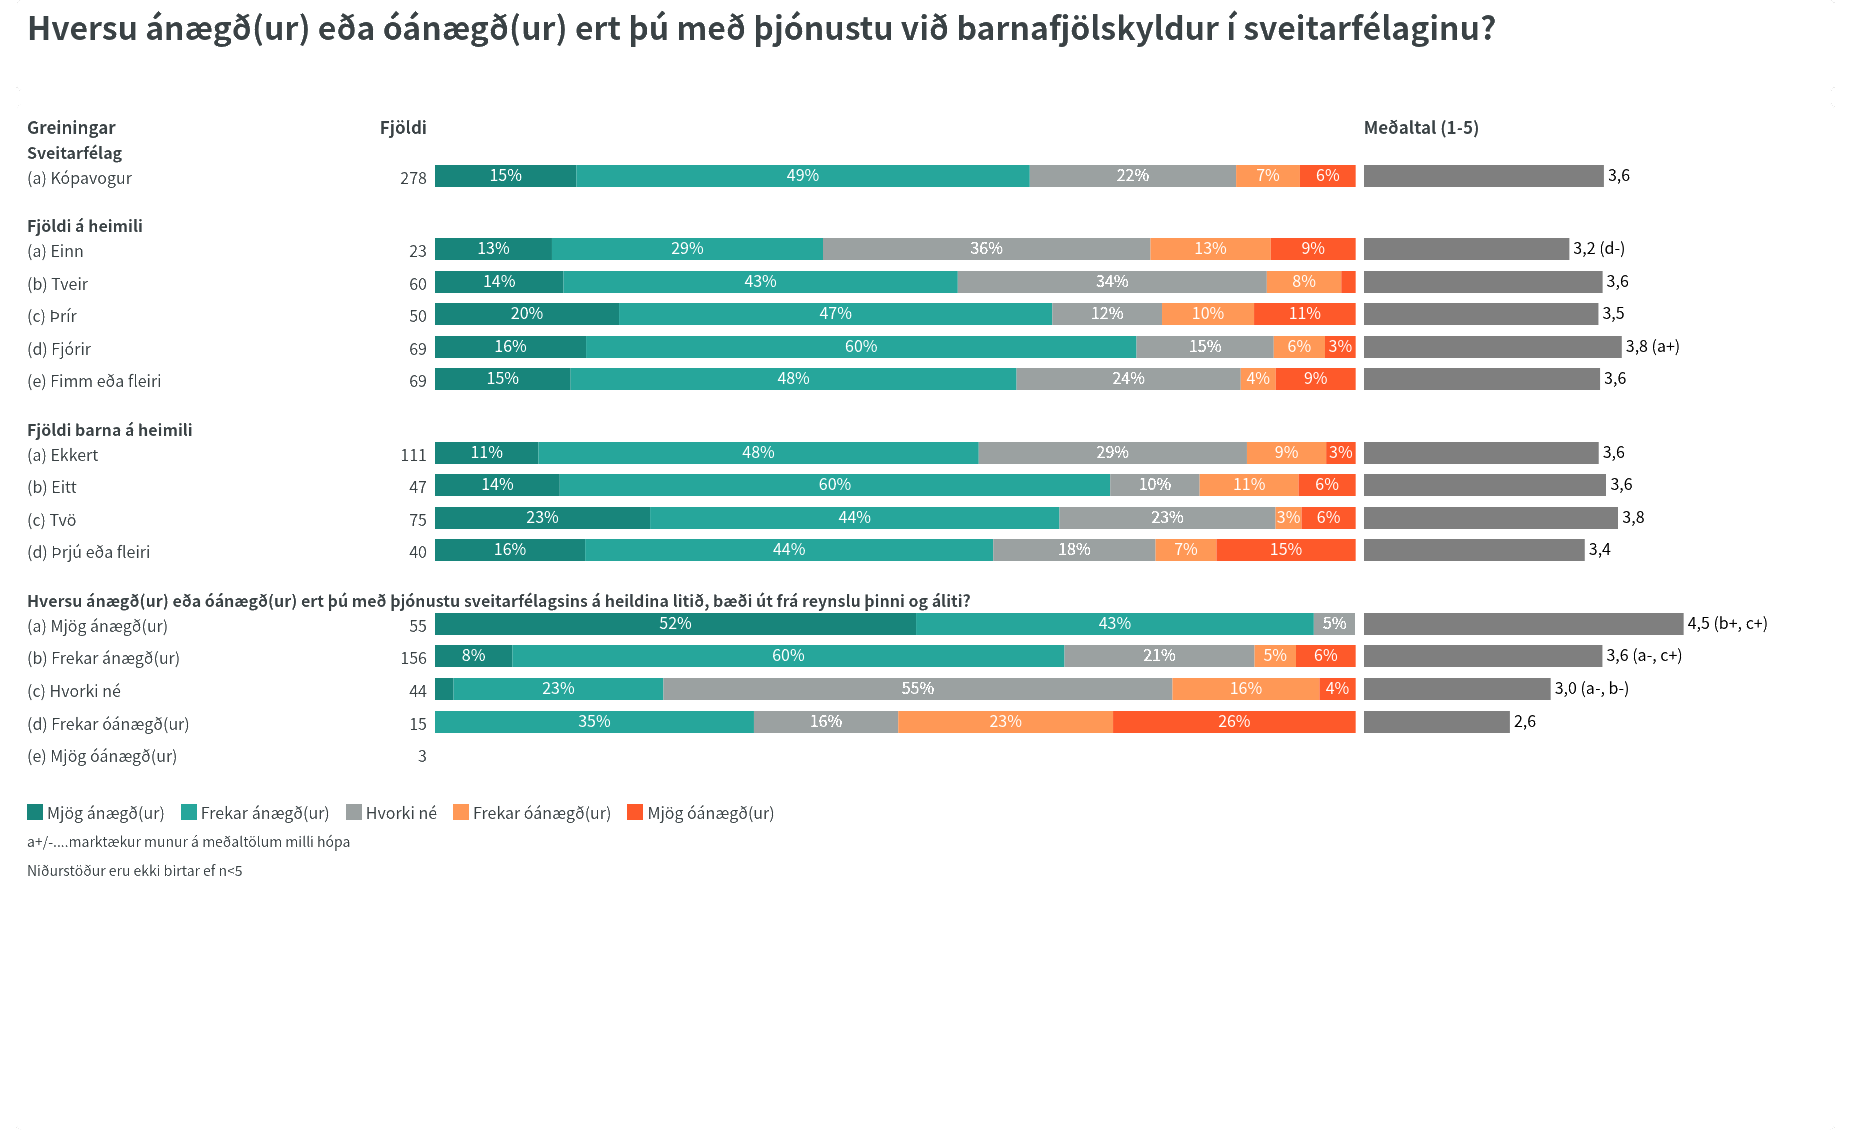 Hversu ánægð(ur) eða óánægð(ur) ert þú með þjónustu við barnafjölskyldur í sveitarfélaginu?
Greiningar Fjöldi Meðaltal (1-5)
Sveitarfélag
(a) Kópavogur 278 15% 49% 22% 7% 6% 3,6
Fjöldi á heimili
(a) Einn 23 13% 29% 36% 13% 9% 3,2 (d-)
(b) Tveir 60 14% 43% 34% 8% 3,6
(c) Þrír 50 20% 47% 12% 10% 11% 3,5
(d) Fjórir 69 16% 60% 15% 6% 3% 3,8 (a+)
(e) Fimm eða fleiri 69 15% 48% 24% 4% 9% 3,6
Fjöldi barna á heimili
(a) Ekkert 111 11% 48% 29% 9% 3% 3,6
(b) Eitt 47 14% 60% 10% 11% 6% 3,6
(c) Tvö 75 23% 44% 23% 3% 6% 3,8
(d) Þrjú eða fleiri 40 16% 44% 18% 7% 15% 3,4
Hversu ánægð(ur) eða óánægð(ur) ert þú með þjónustu sveitarfélagsins á heildina litið, bæði út frá reynslu þinni og áliti?
(a) Mjög ánægð(ur) 55 52% 43% 5% 4,5 (b+, c+)
(b) Frekar ánægð(ur) 156 8% 60% 21% 5% 6% 3,6 (a-, c+)
(c) Hvorki né 44 23% 55% 16% 4% 3,0 (a-, b-)
(d) Frekar óánægð(ur) 15 35% 16% 23% 26% 2,6
(e) Mjög óánægð(ur) 3
Mjög ánægð(ur) Frekar ánægð(ur) Hvorki né Frekar óánægð(ur) Mjög óánægð(ur)
a+/-....marktækur munur á meðaltölum milli hópa
Niðurstöður eru ekki birtar ef n<5